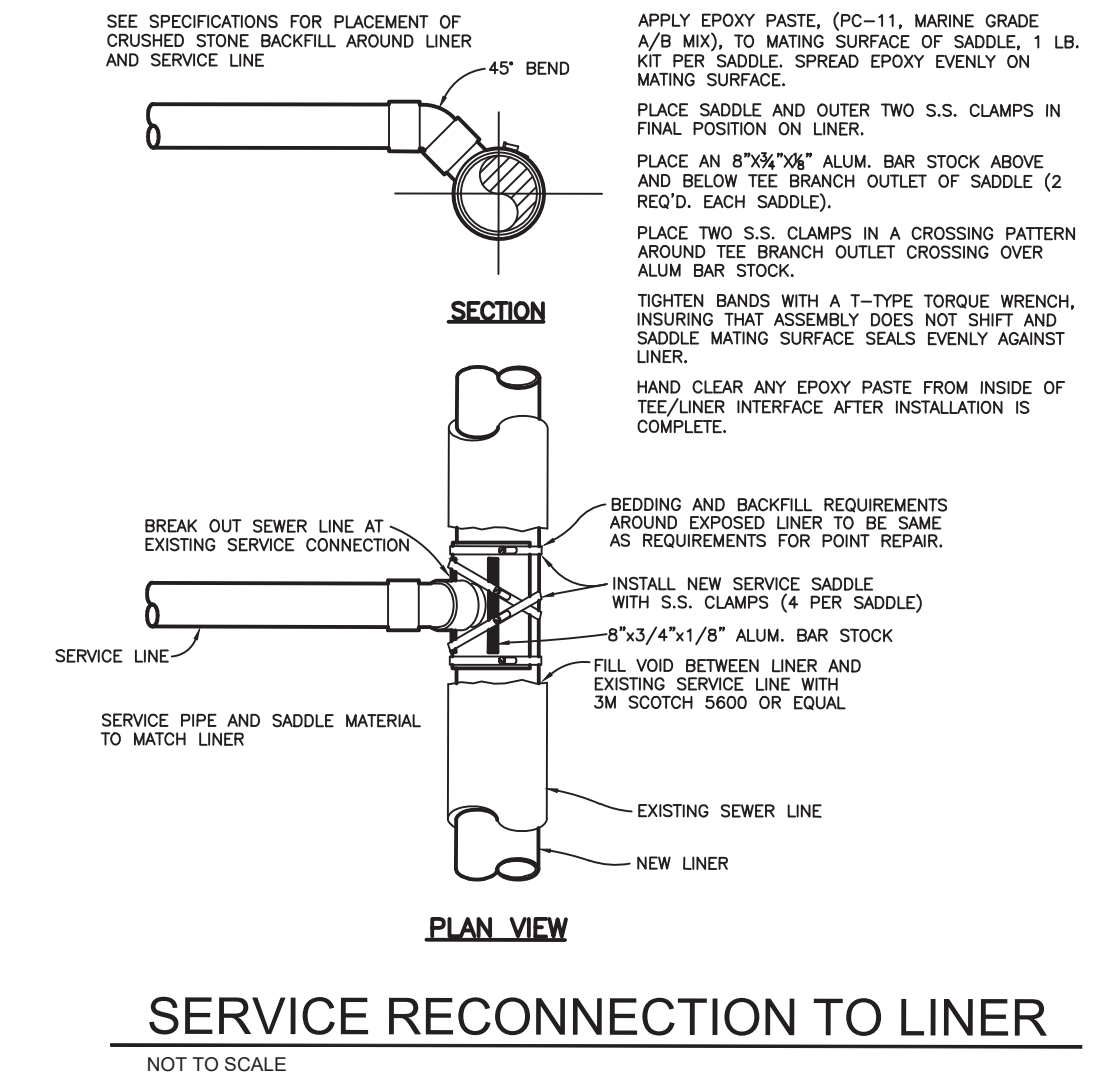 SEE SPECIFICATIONS FOR PLACEMENT OF
CRUSHED STONE BACKFILL AROUND LINER
AND SERVICE LINE
45° BEND
SECTION
APPLY EPOXY PASTE, (PC-11, MARINE GRADE
A/B MIX), TO MATING SURFACE OF SADDLE, 1 LB.
KIT PER SADDLE. SPREAD EPOXY EVENLY ON
MATING SURFACE.
PLACE SADDLE AND OUTER TWO S.S. CLAMPS IN
FINAL POSITION ON LINER.
PLACE AN 8"X¾"X⅛" ALUM. BAR STOCK ABOVE
AND BELOW TEE BRANCH OUTLET OF SADDLE (2
REQ'D. EACH SADDLE).
PLACE TWO S.S. CLAMPS IN A CROSSING PATTERN
AROUND TEE BRANCH OUTLET CROSSING OVER
ALUM BAR STOCK.
TIGHTEN BANDS WITH A T-TYPE TORQUE WRENCH,
INSURING THAT ASSEMBLY DOES NOT SHIFT AND
SADDLE MATING SURFACE SEALS EVENLY AGAINST
LINER.
HAND CLEAR ANY EPOXY PASTE FROM INSIDE OF
TEE/LINER INTERFACE AFTER INSTALLATION IS
COMPLETE.
BREAK OUT SEWER LINE AT
EXISTING SERVICE CONNECTION
SERVICE LINE
SERVICE PIPE AND SADDLE MATERIAL
TO MATCH LINER
BEDDING AND BACKFILL REQUIREMENTS
AROUND EXPOSED LINER TO BE SAME
AS REQUIREMENTS FOR POINT REPAIR.
INSTALL NEW SERVICE SADDLE
WITH S.S. CLAMPS (4 PER SADDLE)
8"x3/4"x1/8" ALUM. BAR STOCK
FILL VOID BETWEEN LINER AND
EXISTING SERVICE LINE WITH
3M SCOTCH 5600 OR EQUAL
EXISTING SEWER LINE
NEW LINER
PLAN VIEW
SERVICE RECONNECTION TO LINER
NOT TO SCALE